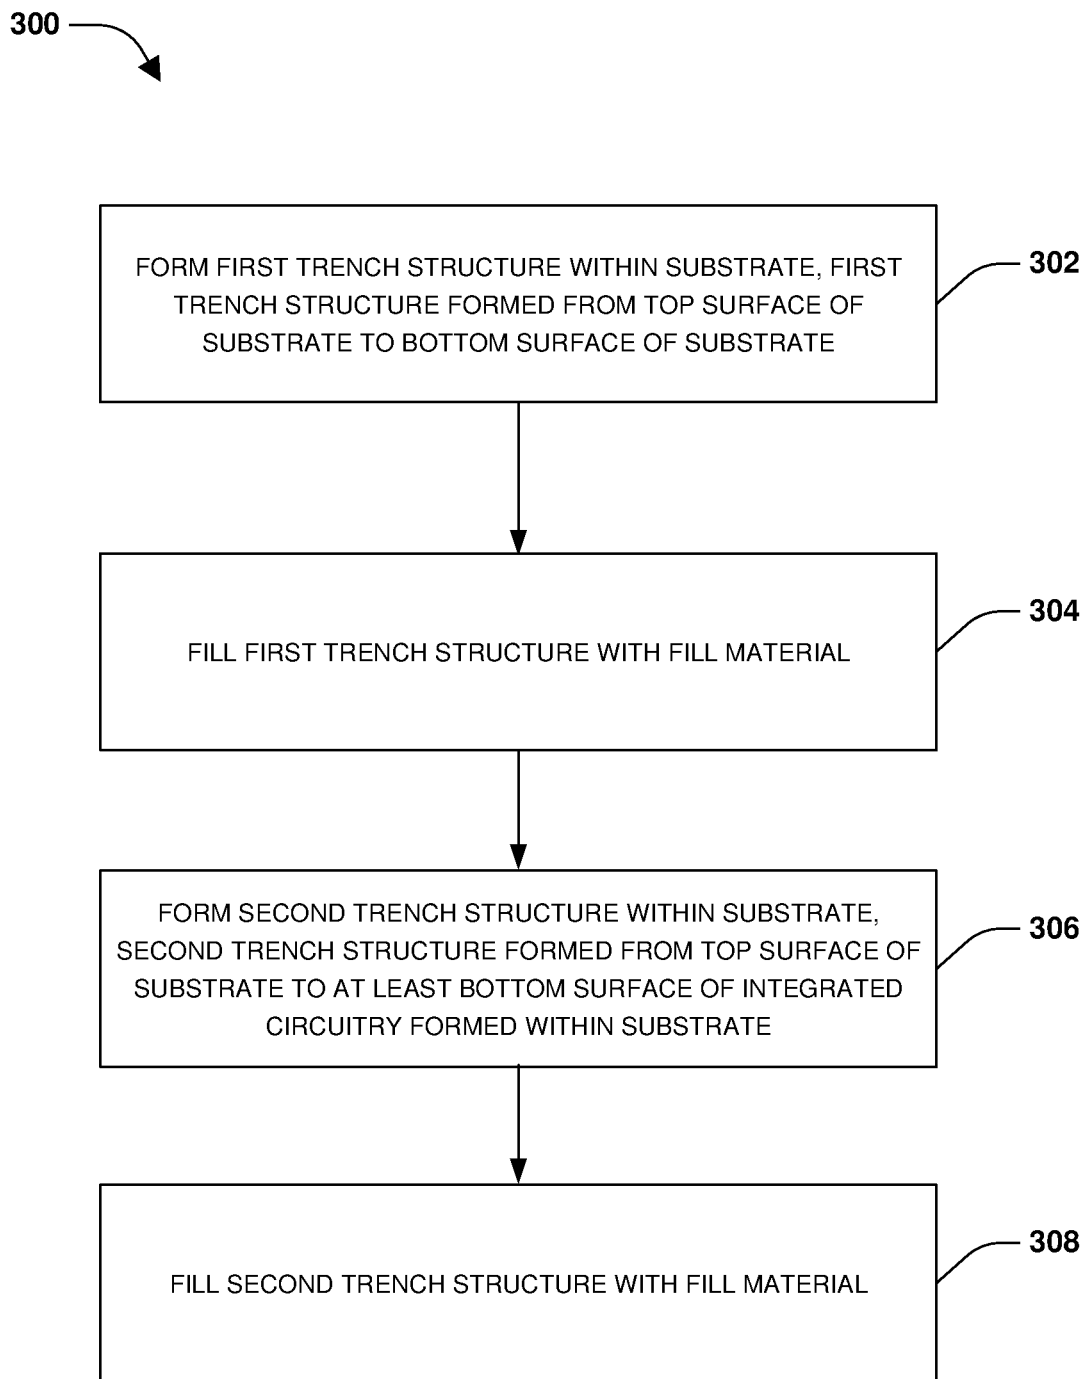 300
FORM FIRST TRENCH STRUCTURE WITHIN SUBSTRATE, FIRST
TRENCH STRUCTURE FORMED FROM TOP SURFACE OF
SUBSTRATE TO BOTTOM SURFACE OF SUBSTRATE
302
FILL FIRST TRENCH STRUCTURE WITH FILL MATERIAL
304
FORM SECOND TRENCH STRUCTURE WITHIN SUBSTRATE,
SECOND TRENCH STRUCTURE FORMED FROM TOP SURFACE OF
SUBSTRATE TO AT LEAST BOTTOM SURFACE OF INTEGRATED
CIRCUITRY FORMED WITHIN SUBSTRATE
306
FILL SECOND TRENCH STRUCTURE WITH FILL MATERIAL
308